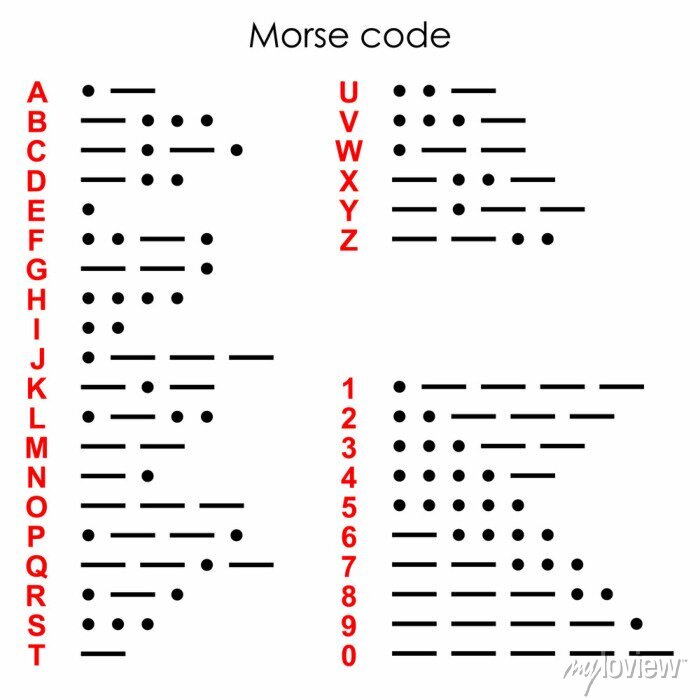 Morse code
A • —
B — • • •
C — • — •
D — • •
E •
F • • — •
G — — •
H • • • •
I • •
J • — — —
K — • —
L • — • •
M — —
N — •
O — — —
P • — — •
Q — — • —
R • — •
S • • •
T —
U • • —
V • • • —
W • — —
X — • • —
Y — • — —
Z — — • •
1 • — — — —
2 • • — — —
3 • • • — —
4 • • • • —
5 • • • • •
6 — • • • •
7 — — • • •
8 — — — • •
9 — — — — •
0 — — — — —
myloview